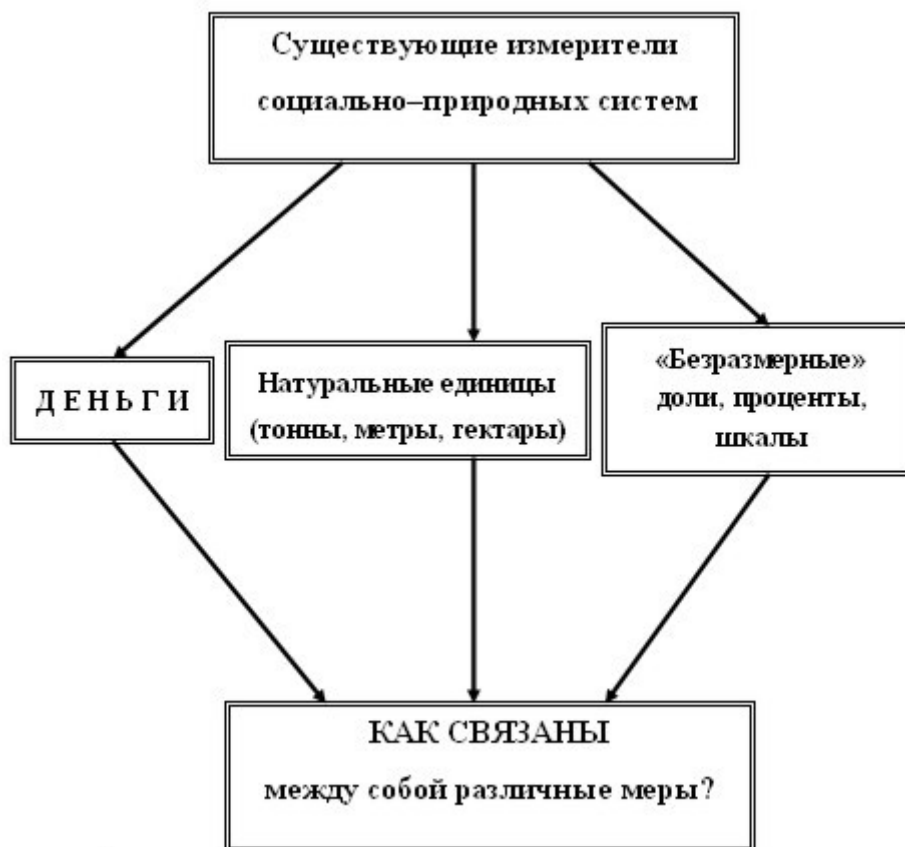 Существующие измерители
социально–природных систем
Д Е Н Ь Г И
Натуральные единицы
(тонны, метры, гектары)
«Безразмерные»
доли, проценты,
шкалы
КАК СВЯЗАНЫ
между собой различные меры?